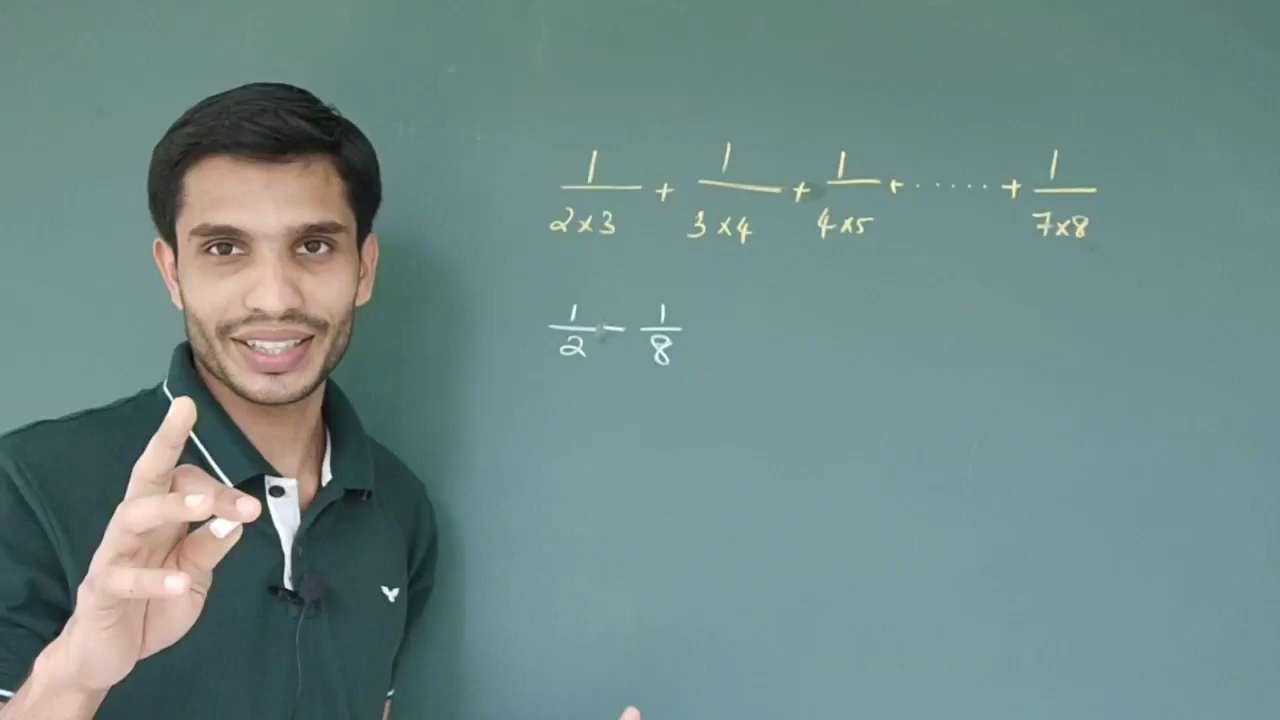 1/(2×3) + 1/(3×4) + 1/(4×5) + ...... + 1/(7×8)
1/2 - 1/8